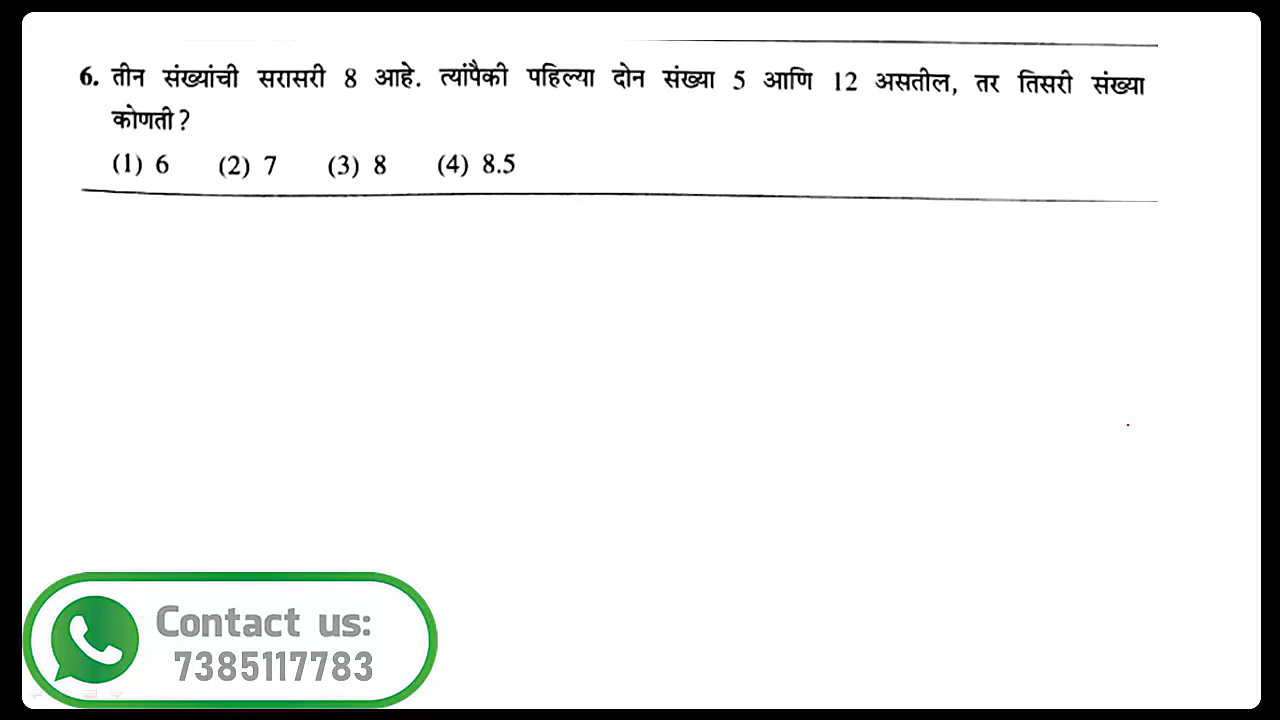 6. तीन संख्यांची सरासरी 8 आहे. त्यांपैकी पहिल्या दोन संख्या 5 आणि 12 असतील, तर तिसरी संख्या
कोणती?
(1) 6 (2) 7 (3) 8 (4) 8.5
Contact us:
7385117783